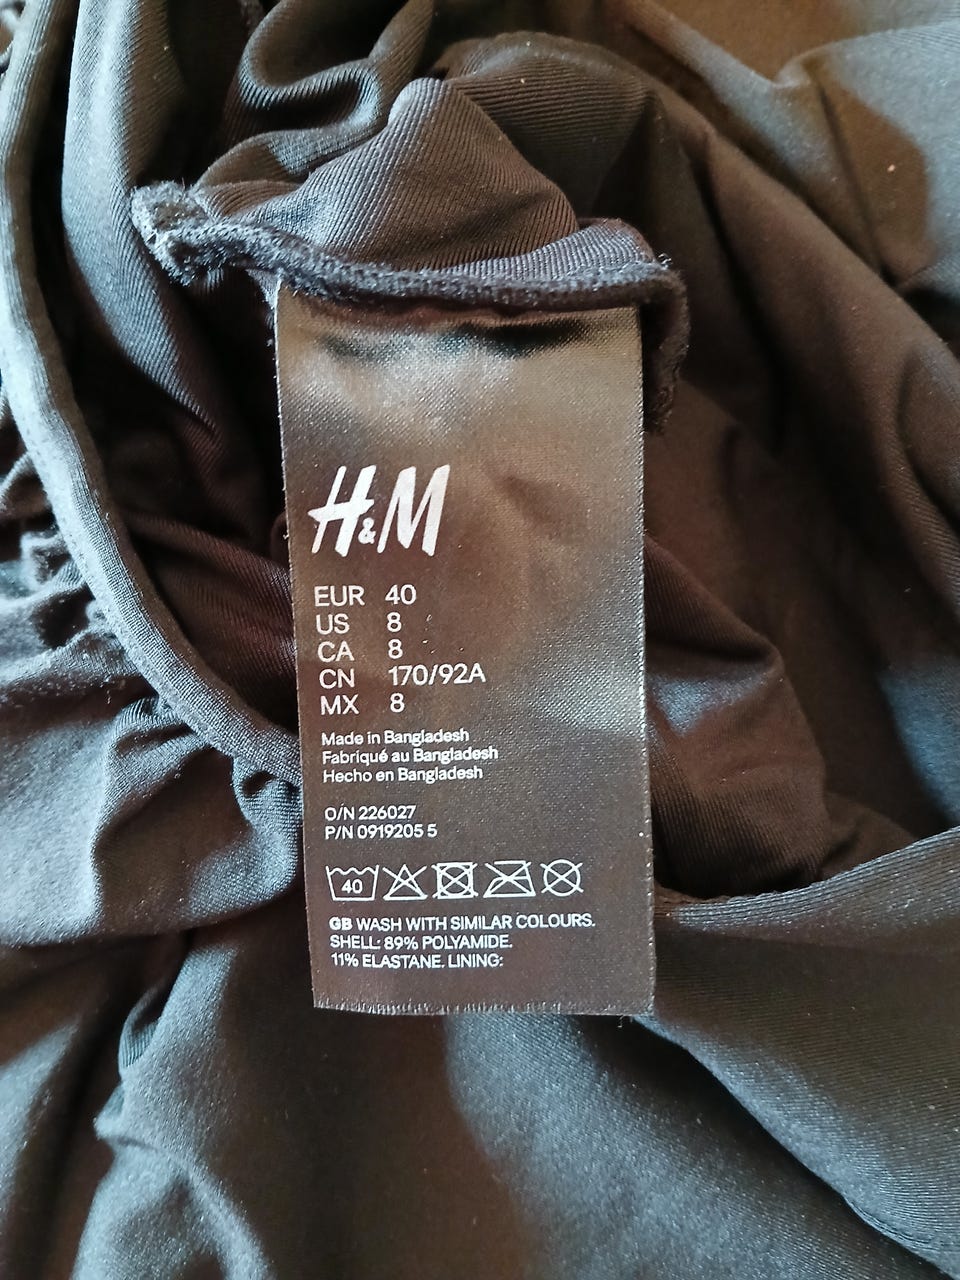 H&M
EUR 40
US 8
CA 8
CN 170/92A
MX 8
Made in Bangladesh
Fabriqué au Bangladesh
Hecho en Bangladesh
O/N 226027
P/N 0919205 5
40
GB WASH WITH SIMILAR COLOURS.
SHELL: 89% POLYAMIDE.
11% ELASTANE. LINING: